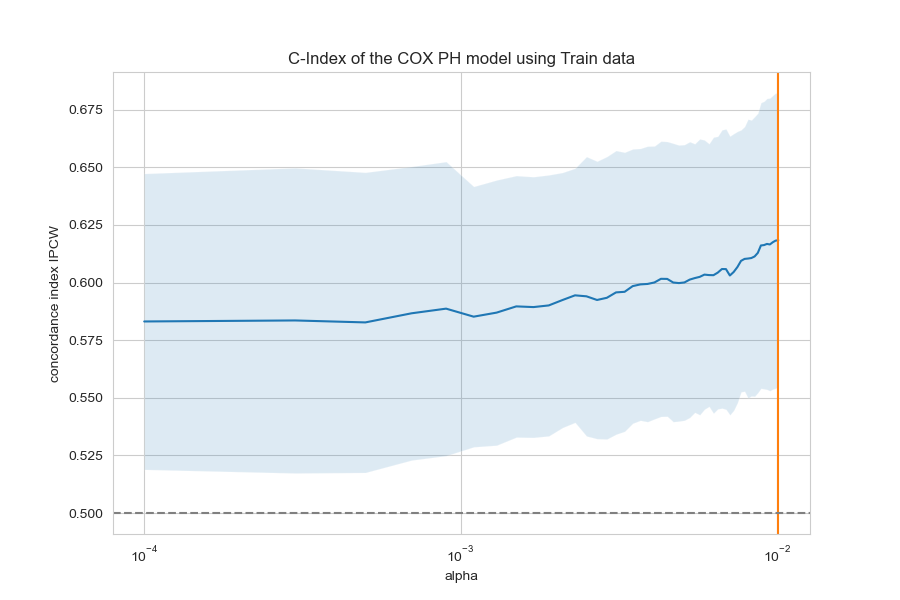 C-Index of the COX PH model using Train data
concordance index IPCW
0.675
0.650
0.625
0.600
0.575
0.550
0.525
0.500
10⁻⁴ 10⁻³ 10⁻²
alpha